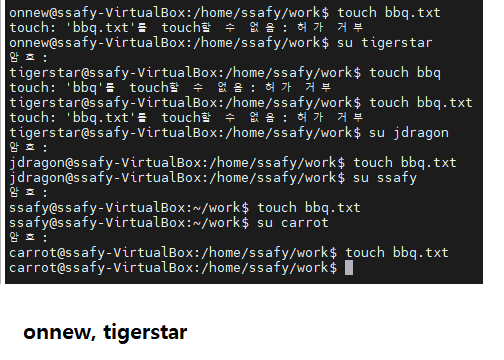 onnew@ssafy-VirtualBox:/home/ssafy/work$ touch bbq.txt
touch: 'bbq.txt'를 touch할 수 없음: 허가 거부
onnew@ssafy-VirtualBox:/home/ssafy/work$ su tigerstar
암호:
tigerstar@ssafy-VirtualBox:/home/ssafy/work$ touch bbq
touch: 'bbq'를 touch할 수 없음: 허가 거부
tigerstar@ssafy-VirtualBox:/home/ssafy/work$ touch bbq.txt
touch: 'bbq.txt'를 touch할 수 없음: 허가 거부
tigerstar@ssafy-VirtualBox:/home/ssafy/work$ su jdragon
암호:
jdragon@ssafy-VirtualBox:/home/ssafy/work$ touch bbq.txt
jdragon@ssafy-VirtualBox:/home/ssafy/work$ su ssafy
암호:
ssafy@ssafy-VirtualBox:~/work$ touch bbq.txt
ssafy@ssafy-VirtualBox:~/work$ su carrot
암호:
carrot@ssafy-VirtualBox:/home/ssafy/work$ touch bbq.txt
carrot@ssafy-VirtualBox:/home/ssafy/work$
onnew, tigerstar